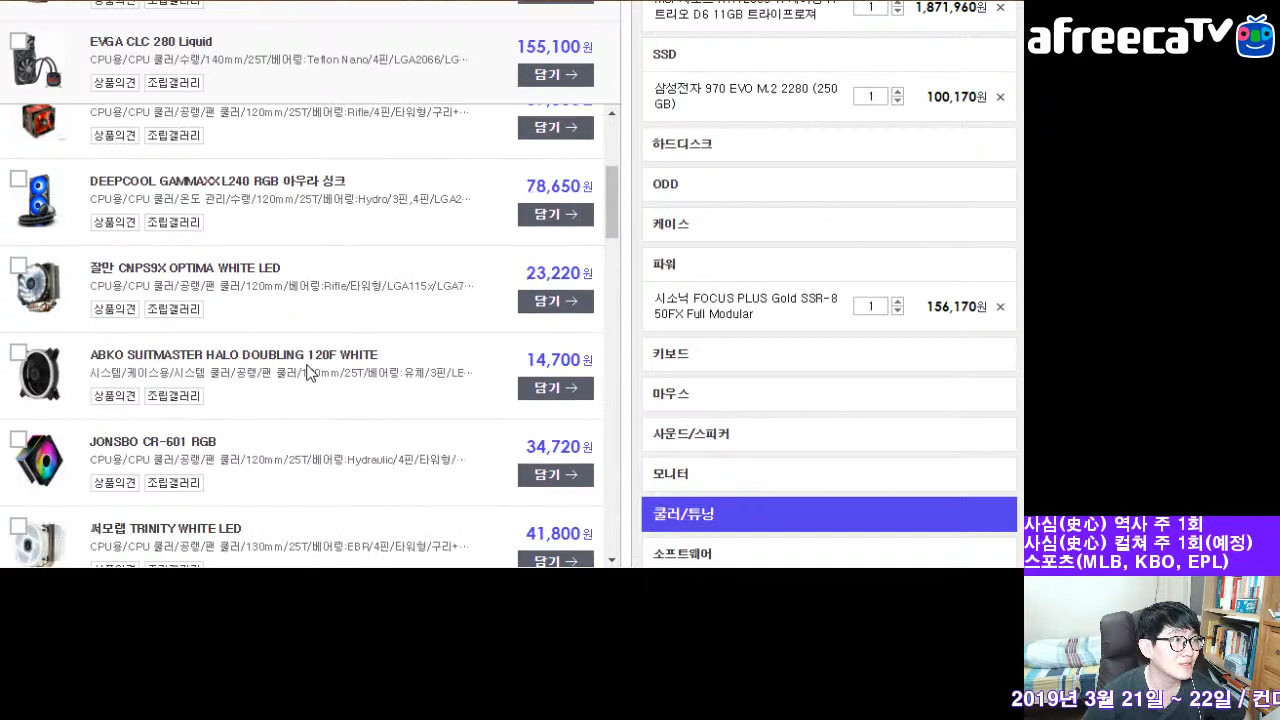 EVGA CLC 280 Liquid
155,100원
CPU용/CPU 쿨러/수랭/140mm/25T/베어링:Teflon Nano/4핀/LGA2066/LG···
담기 →
상품의견 조립갤러리
CPU용/CPU 쿨러/공랭/팬 쿨러/120mm/25T/베어링:Rifle/4핀/타워형/구리+···
담기 →
상품의견 조립갤러리
DEEPCOOL GAMMAXX L240 RGB 아우라 싱크
78,650원
CPU용/CPU 쿨러/온도 관리/수랭/120mm/25T/베어링:Hydro/3핀,4핀/LGA2···
담기 →
상품의견 조립갤러리
잘만 CNPS9X OPTIMA WHITE LED
23,220원
CPU용/CPU 쿨러/공랭/팬 쿨러/120mm/베어링:Rifle/타워형/LGA115x/LGA7···
담기 →
상품의견 조립갤러리
ABKO SUITMASTER HALO DOUBLING 120F WHITE
14,700원
시스템/케이스용/시스템 쿨러/공랭/팬 쿨러/120mm/25T/베어링:유체/3핀/LE···
담기 →
상품의견 조립갤러리
JONSBO CR-601 RGB
34,720원
CPU용/CPU 쿨러/공랭/팬 쿨러/120mm/25T/베어링:Hydraulic/4핀/타워형/···
담기 →
상품의견 조립갤러리
써모랩 TRINITY WHITE LED
41,800원
CPU용/CPU 쿨러/공랭/팬 쿨러/130mm/25T/베어링:EBR/4핀/타워형/구리+···
담기 →
트리오 D6 11GB 트라이프로져
1 1,871,960원 ×
SSD
삼성전자 970 EVO M.2 2280 (250
GB)
1 100,170원 ×
하드디스크
ODD
케이스
파워
시소닉 FOCUS PLUS Gold SSR-8
50FX Full Modular
1 156,170원 ×
키보드
마우스
사운드/스피커
모니터
쿨러/튜닝
소프트웨어
afreecaTV
사심(史心) 역사 주 1회
사심(史心) 컬쳐 주 1회(예정)
스포츠(MLB, KBO, EPL)
2019년 3월 21일 ~ 22일 /